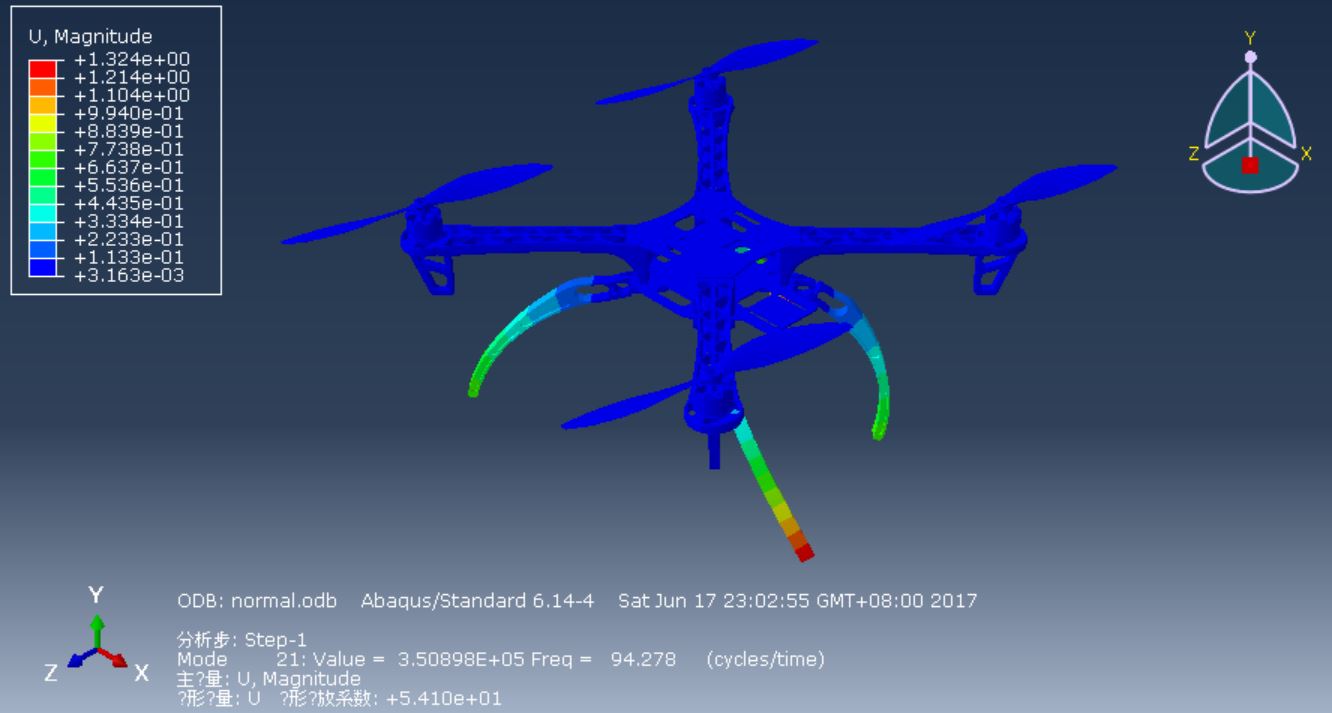 U, Magnitude
+1.324e+00
+1.214e+00
+1.104e+00
+9.940e-01
+8.839e-01
+7.738e-01
+6.637e-01
+5.536e-01
+4.435e-01
+3.334e-01
+2.233e-01
+1.133e-01
+3.163e-03
Y
Z
X
Y
Z
X
ODB: normal.odb Abaqus/Standard 6.14-4 Sat Jun 17 23:02:55 GMT+08:00 2017
分析步: Step-1
Mode 21: Value = 3.50898E+05 Freq = 94.278 (cycles/time)
主?量: U, Magnitude
?形?量: U ?形?放系数: +5.410e+01